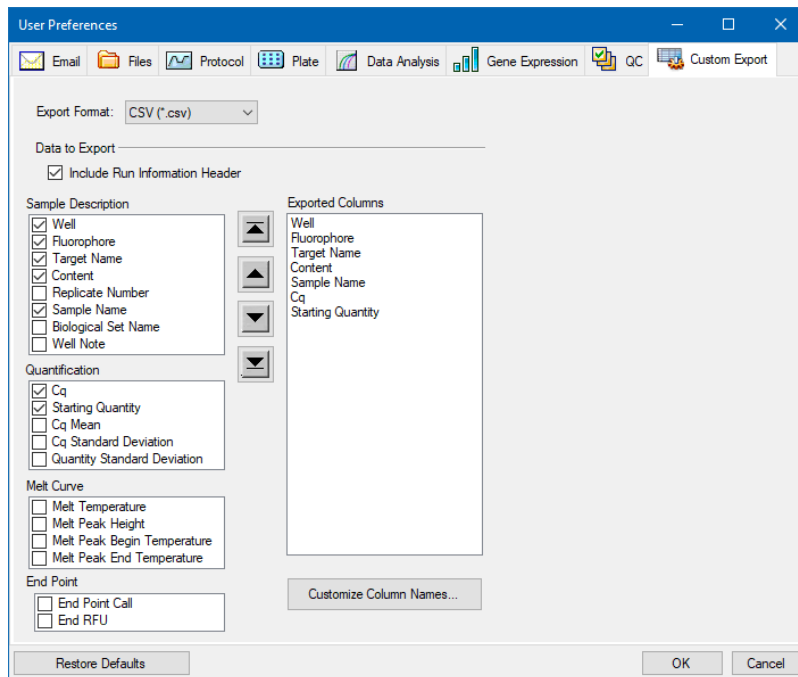 User Preferences
Email Files Protocol Plate Data Analysis Gene Expression QC Custom Export
Export Format: CSV (*.csv)
Data to Export
Include Run Information Header
Sample Description
Well
Fluorophore
Target Name
Content
Replicate Number
Sample Name
Biological Set Name
Well Note
Quantification
Cq
Starting Quantity
Cq Mean
Cq Standard Deviation
Quantity Standard Deviation
Melt Curve
Melt Temperature
Melt Peak Height
Melt Peak Begin Temperature
Melt Peak End Temperature
End Point
End Point Call
End RFU
Exported Columns
Well
Fluorophore
Target Name
Content
Sample Name
Cq
Starting Quantity
Customize Column Names...
Restore Defaults OK Cancel